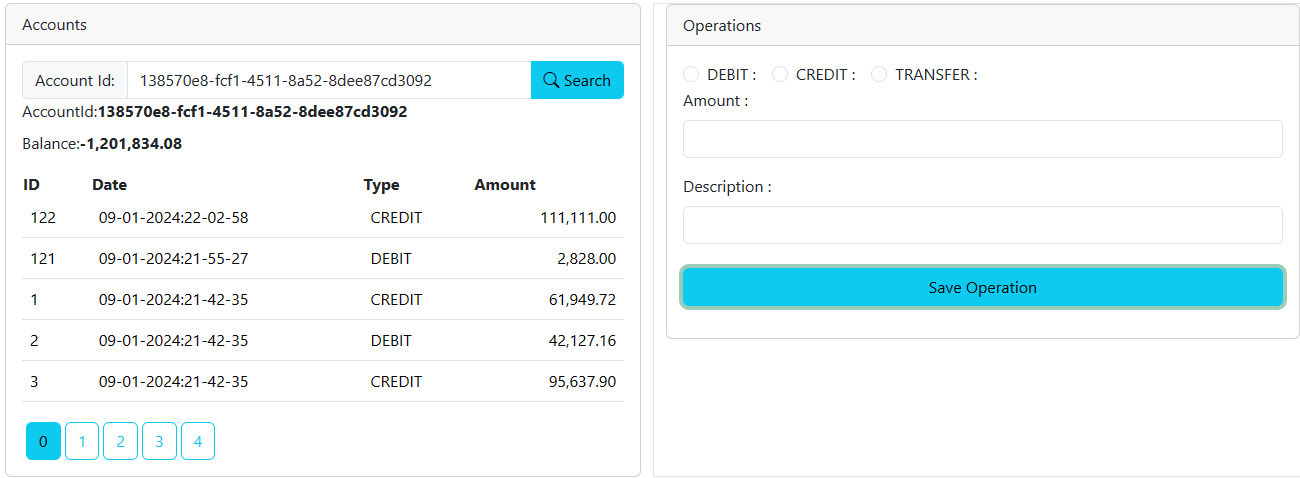 Accounts
Account Id: 138570e8-fcf1-4511-8a52-8dee87cd3092 Search
AccountId:138570e8-fcf1-4511-8a52-8dee87cd3092
Balance:-1,201,834.08
ID Date Type Amount
122 09-01-2024:22-02-58 CREDIT 111,111.00
121 09-01-2024:21-55-27 DEBIT 2,828.00
1 09-01-2024:21-42-35 CREDIT 61,949.72
2 09-01-2024:21-42-35 DEBIT 42,127.16
3 09-01-2024:21-42-35 CREDIT 95,637.90
0 1 2 3 4
Operations
DEBIT : CREDIT : TRANSFER :
Amount :
Description :
Save Operation